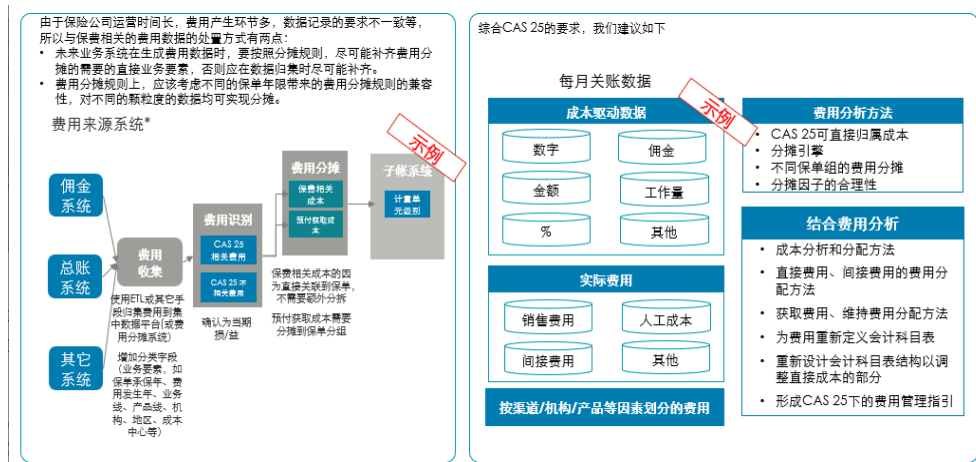 由于保险公司运营时间长，费用产生环节多，数据记录的要求不一致等，
所以与保费相关的费用数据的处置方式有两点：
• 未来业务系统在生成费用数据时，要按照分摊规则，尽可能补齐费用分
摊的需要的直接业务要素，否则应在数据归集时尽可能补齐。
• 费用分摊规则上，应该考虑不同的保单年限带来的费用分摊规则的兼容
性，对不同的颗粒度的数据均可实现分摊。
费用来源系统*
示例
佣金
系统
总账
系统
其它
系统
费用
收集
使用ETL或其它手
段归集费用到集
中数据平台(或费
用分摊系统)
增加分类字段
（业务要素，如
保单承保年、费
用发生年、业务
线、产品线、机
构、地区、成本
中心等）
费用识别
CAS 25
相关费用
CAS 25 不
相关费用
确认为当期
损/益
费用分摊
保费相关
成本
预付获取成
本
保费相关成本的因
为直接关联到保单，
不需要额外分拆
预付获取成本需要
分摊到保单分组
子帐系统
计量单
元级别
综合CAS 25的要求，我们建议如下
每月关账数据
示例
成本驱动数据
数字
佣金
金额
工作量
%
其他
实际费用
销售费用
人工成本
间接费用
其他
按渠道/机构/产品等因素划分的费用
费用分析方法
• CAS 25可直接归属成本
• 分摊引擎
• 不同保单组的费用分摊
• 分摊因子的合理性
结合费用分析
• 成本分析和分配方法
• 直接费用、间接费用的费用分
配方法
• 获取费用、维持费用分配方法
• 为费用重新定义会计科目表
• 重新设计会计科目表结构以调
整直接成本的部分
• 形成CAS 25下的费用管理指引